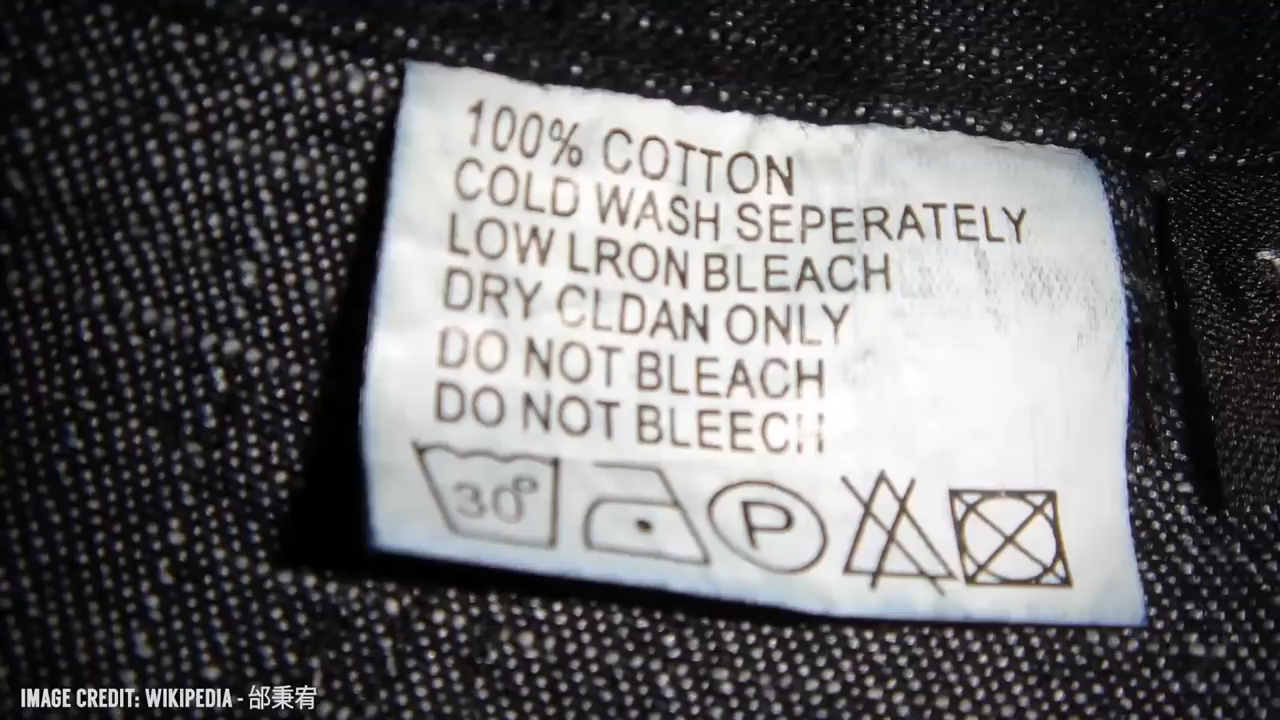 100% COTTON
COLD WASH SEPERATELY
LOW LRON BLEACH
DRY CLDAN ONLY
DO NOT BLEACH
DO NOT BLEECH
30° P
IMAGE CREDIT: WIKIPEDIA - 邰秉宥